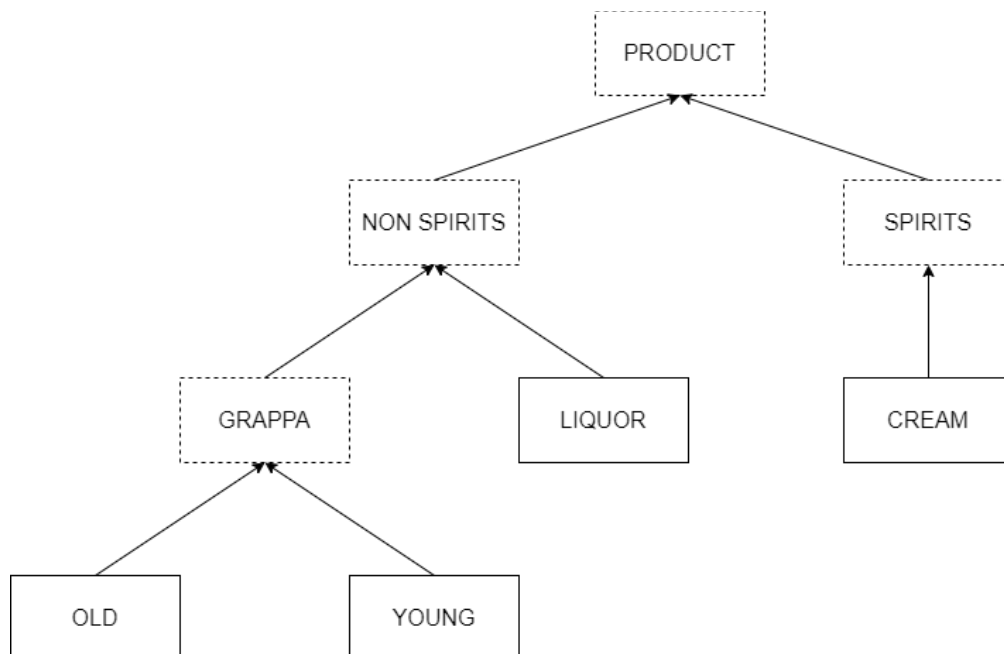 PRODUCT
NON SPIRITS
SPIRITS
GRAPPA
LIQUOR
CREAM
OLD
YOUNG